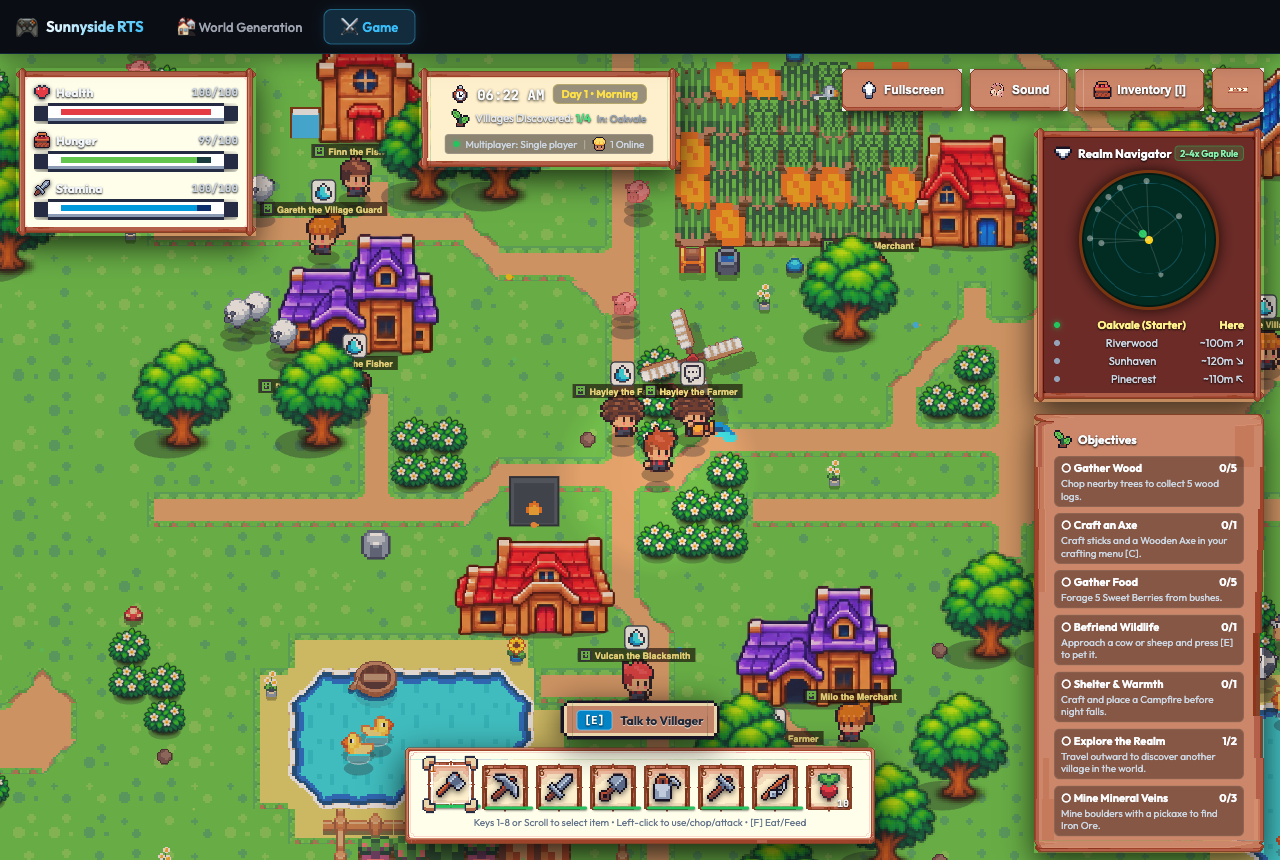 Sunnyside RTS
World Generation
Game
Health 100/100
Hunger 99/100
Stamina 100/100
06:22 AM Day 1 • Morning
Villages Discovered: 1/4 In: Oakvale
Multiplayer: Single player | 1 Online
Fullscreen
Sound
Inventory [I]
Realm Navigator 2-4x Gap Rule
Oakvale (Starter) Here
Riverwood ~100m ↗
Sunhaven ~120m ↘
Pinecrest ~110m ↖
Objectives
Gather Wood 0/5
Chop nearby trees to collect 5 wood
logs.
Craft an Axe 0/1
Craft sticks and a Wooden Axe in your
crafting menu [C].
Gather Food 0/5
Forage 5 Sweet Berries from bushes.
Befriend Wildlife 0/1
Approach a cow or sheep and press [E]
to pet it.
Shelter & Warmth 0/1
Craft and place a Campfire before
night falls.
Explore the Realm 1/2
Travel outward to discover another
village in the world.
Mine Mineral Veins 0/3
Mine boulders with a pickaxe to find
Iron Ore.
Finn the Fis
Gareth the Village Guard
Merchant
he Fisher
Hayley the F
Hayley the Farmer
Vulcan the Blacksmith
Milo the Merchant
Farmer
[E] Talk to Villager
10
Keys 1-8 or Scroll to select item • Left-click to use/chop/attack • [F] Eat/Feed